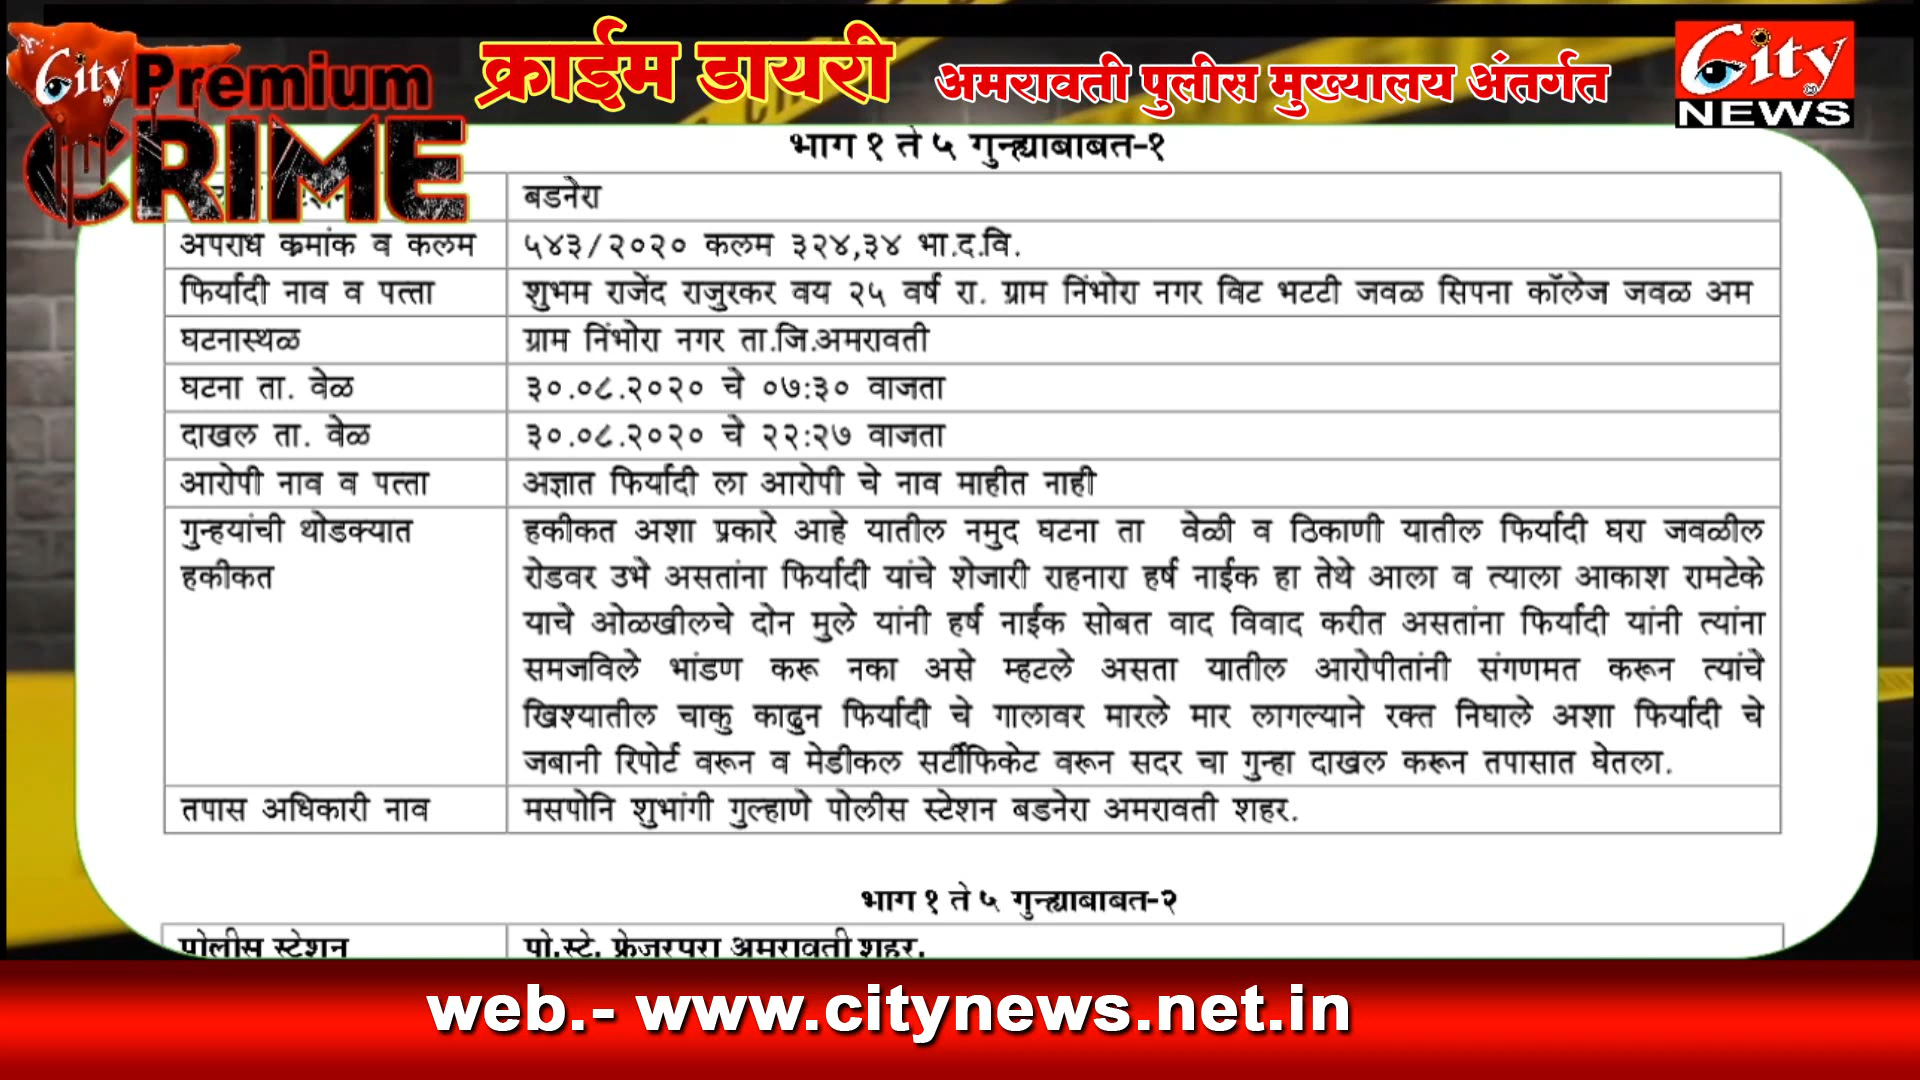 City Premium
CRIME
क्राईम डायरी
अमरावती पुलीस मुख्यालय अंतर्गत
City
NEWS
भाग १ ते ५ गुन्ह्याबाबत-१
बडनेरा
अपराध क्रमांक व कलम ५४३/२०२० कलम ३२४,३४ भा.द.वि.
फिर्यादी नाव व पत्ता शुभम राजेंद राजुरकर वय २५ वर्ष रा. ग्राम निंभोरा नगर विट भटटी जवळ सिपना कॉलेज जवळ अम
घटनास्थळ ग्राम निंभोरा नगर ता.जि.अमरावती
घटना ता. वेळ ३०.०८.२०२० चे ०७:३० वाजता
दाखल ता. वेळ ३०.०८.२०२० चे २२:२७ वाजता
आरोपी नाव व पत्ता अज्ञात फिर्यादी ला आरोपी चे नाव माहीत नाही
गुन्हयांची थोडक्यात हकीकत अशा प्रकारे आहे यातील नमुद घटना ता वेळी व ठिकाणी यातील फिर्यादी घरा जवळील
हकीकत रोडवर उभे असतांना फिर्यादी यांचे शेजारी राहनारा हर्ष नाईक हा तेथे आला व त्याला आकाश रामटेके
याचे ओळखीलचे दोन मुले यांनी हर्ष नाईक सोबत वाद विवाद करीत असतांना फिर्यादी यांनी त्यांना
समजविले भांडण करू नका असे म्हटले असता यातील आरोपीतांनी संगणमत करून त्यांचे
खिश्यातील चाकु काढुन फिर्यादी चे गालावर मारले मार लागल्याने रक्त निघाले अशा फिर्यादी चे
जबानी रिपोर्ट वरून व मेडीकल सर्टीफिकेट वरून सदर चा गुन्हा दाखल करून तपासात घेतला.
तपास अधिकारी नाव मसपोनि शुभांगी गुल्हाणे पोलीस स्टेशन बडनेरा अमरावती शहर.
भाग १ ते ५ गुन्ह्याबाबत-२
पोलीस स्टेशन पो.स्टे. फ्रेजरपुरा अमरावती शहर.
web.- www.citynews.net.in